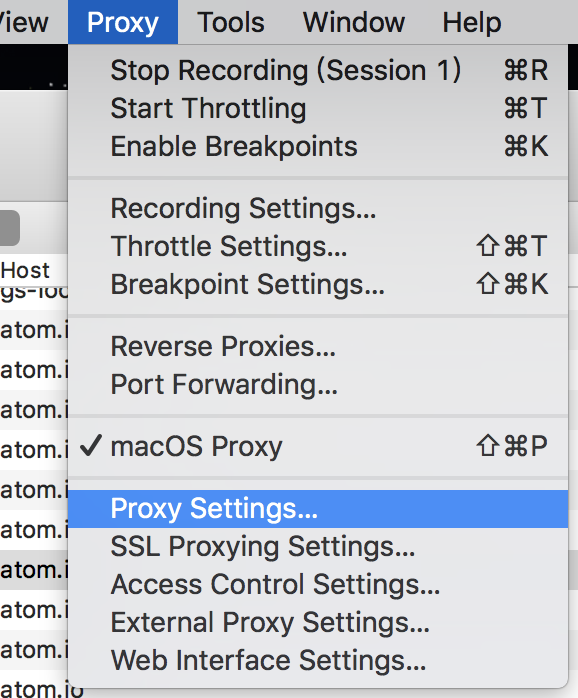 View Proxy Tools Window Help
Stop Recording (Session 1) ⌘R
Start Throttling ⌘T
Enable Breakpoints ⌘K
Recording Settings...
Throttle Settings... ⇧⌘T
Breakpoint Settings... ⇧⌘K
Host
Reverse Proxies...
atom.i
Port Forwarding...
atom.i
atom.i
✓ macOS Proxy ⇧⌘P
atom.i
atom.i
Proxy Settings...
atom.i
SSL Proxying Settings...
atom.i
Access Control Settings...
atom.i
External Proxy Settings...
atom.i
Web Interface Settings...
atom.io